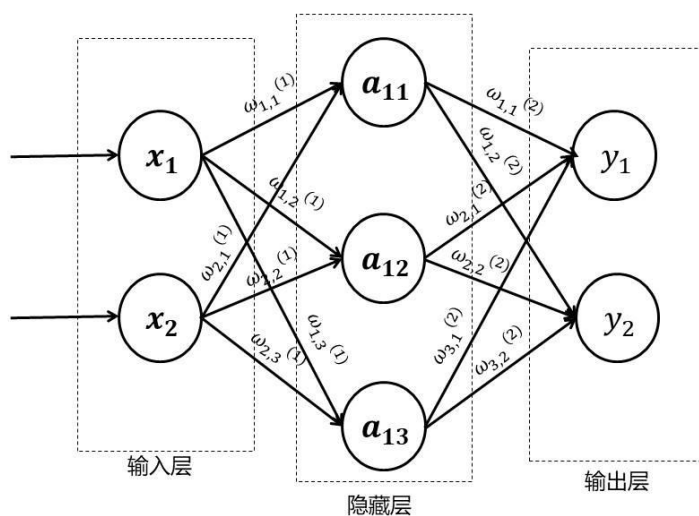 x₁
x₂
输入层
ω₁,₁⁽¹⁾
ω₁,₂⁽¹⁾
ω₂,₁⁽¹⁾
ω₂,₂⁽¹⁾
ω₁,₃⁽¹⁾
ω₂,₃⁽¹⁾
a₁₁
a₁₂
a₁₃
隐藏层
ω₁,₁⁽²⁾
ω₁,₂⁽²⁾
ω₂,₁⁽²⁾
ω₂,₂⁽²⁾
ω₃,₁⁽²⁾
ω₃,₂⁽²⁾
y₁
y₂
输出层